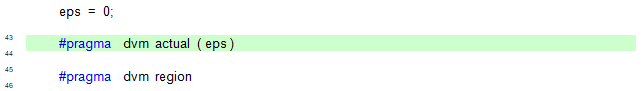 eps = 0;
43 #pragma dvm actual (eps)
44
45 #pragma dvm region
46